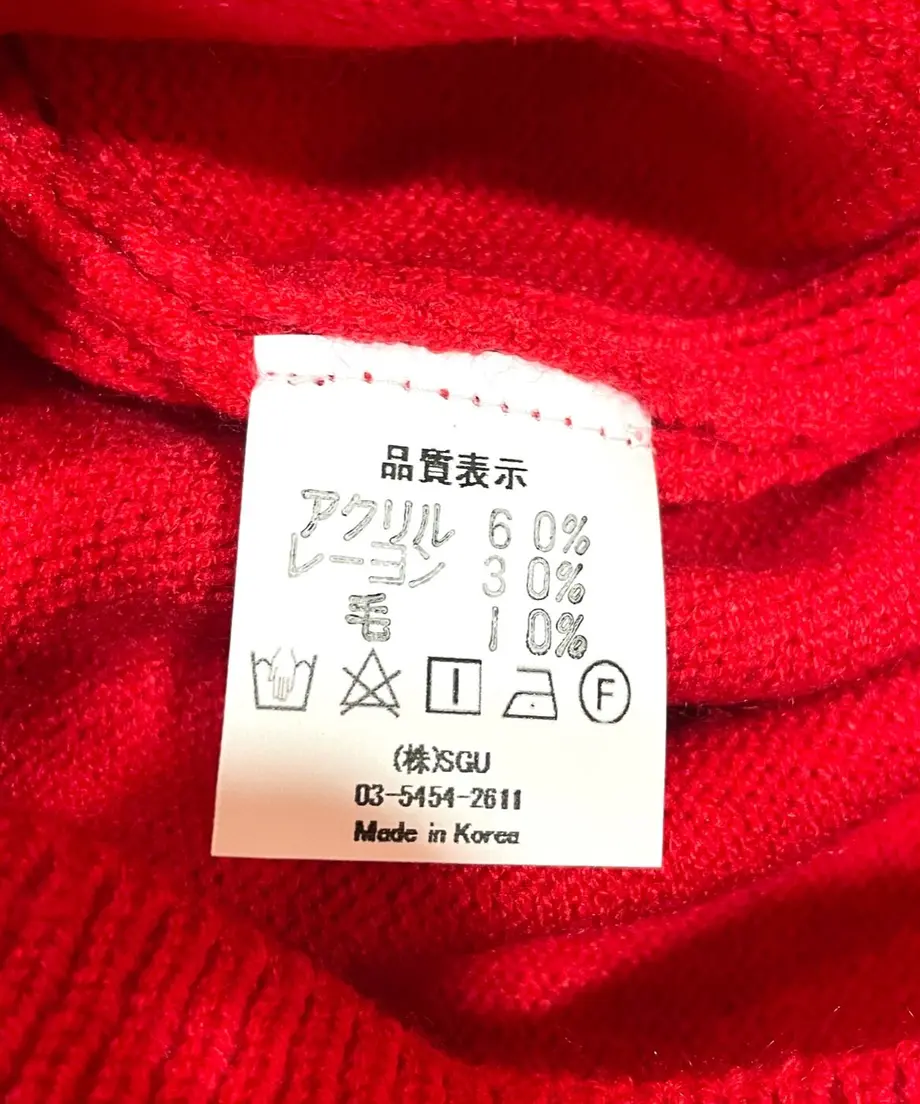 品質表示
アクリル 60%
レーヨン 30%
毛 10%
F
(株)SGU
03-5454-2611
Made in Korea